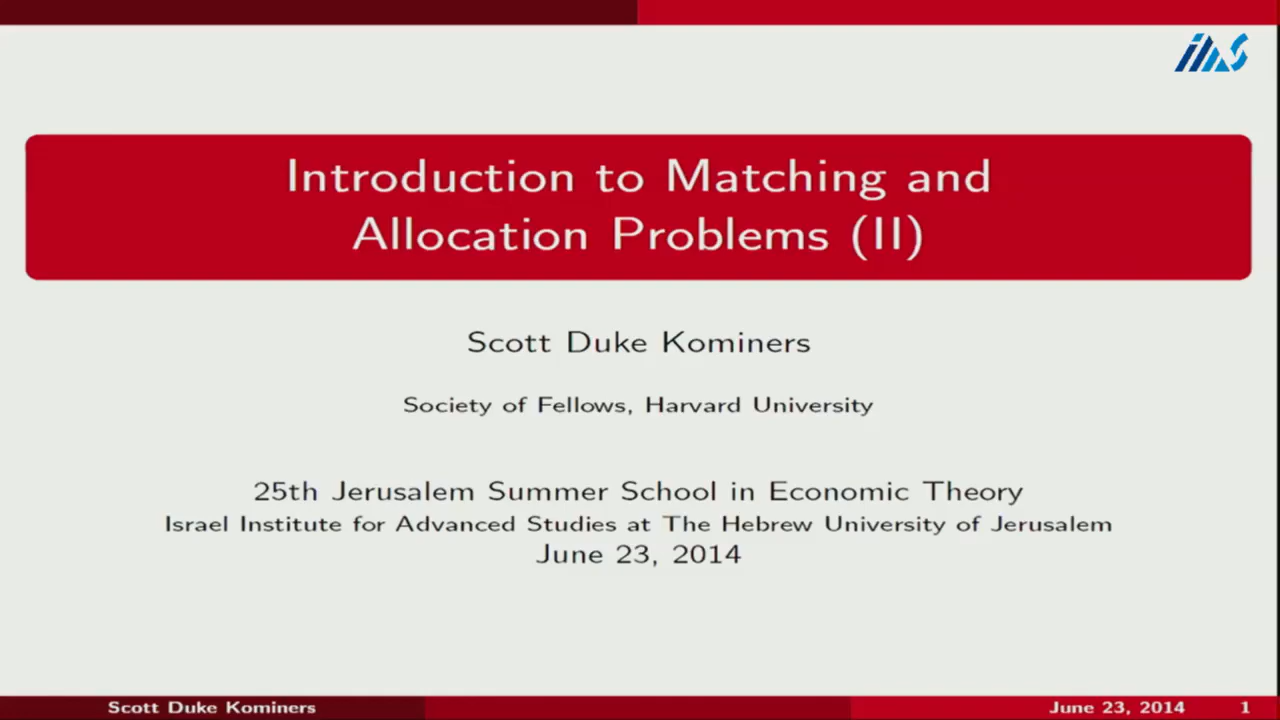 IIAS
Introduction to Matching and
Allocation Problems (II)
Scott Duke Kominers
Society of Fellows, Harvard University
25th Jerusalem Summer School in Economic Theory
Israel Institute for Advanced Studies at The Hebrew University of Jerusalem
June 23, 2014
Scott Duke Kominers June 23, 2014 1